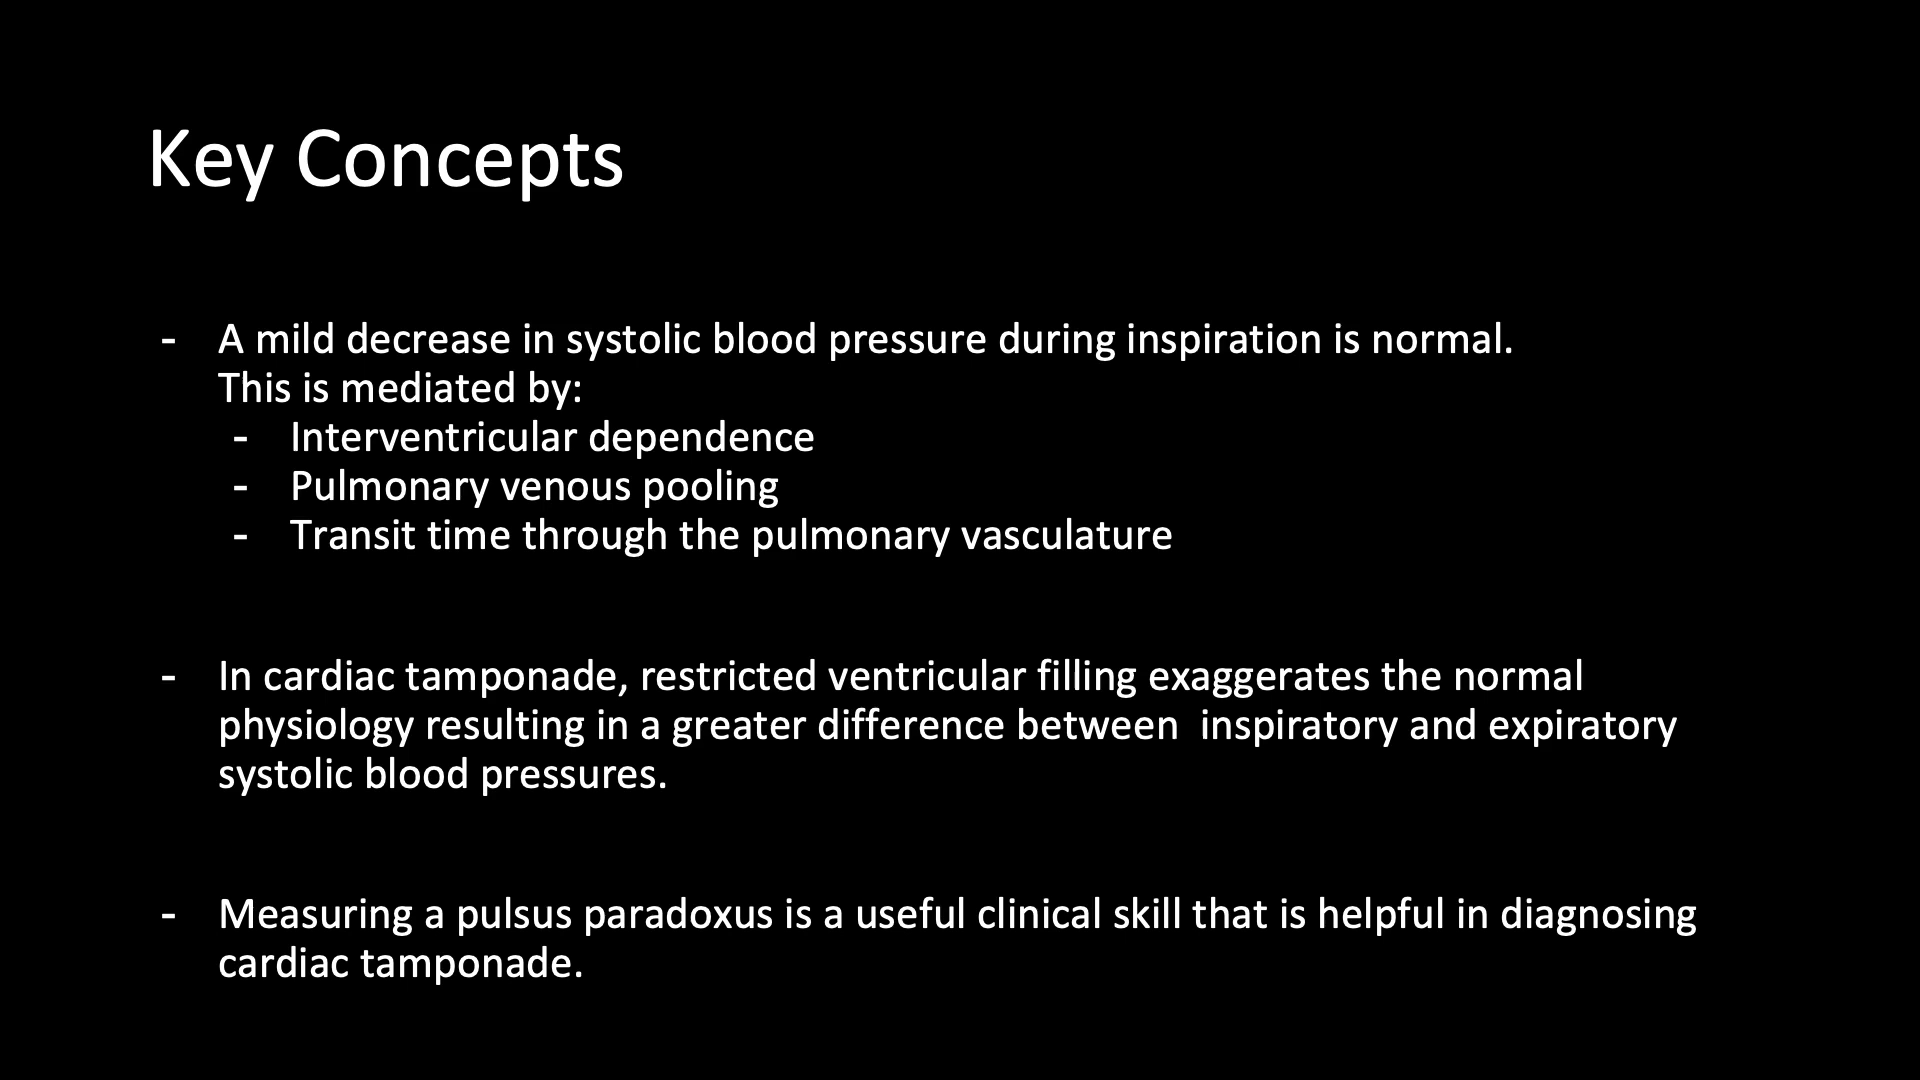 Key Concepts
- A mild decrease in systolic blood pressure during inspiration is normal.
This is mediated by:
- Interventricular dependence
- Pulmonary venous pooling
- Transit time through the pulmonary vasculature
- In cardiac tamponade, restricted ventricular filling exaggerates the normal
physiology resulting in a greater difference between  inspiratory and expiratory
systolic blood pressures.
- Measuring a pulsus paradoxus is a useful clinical skill that is helpful in diagnosing
cardiac tamponade.